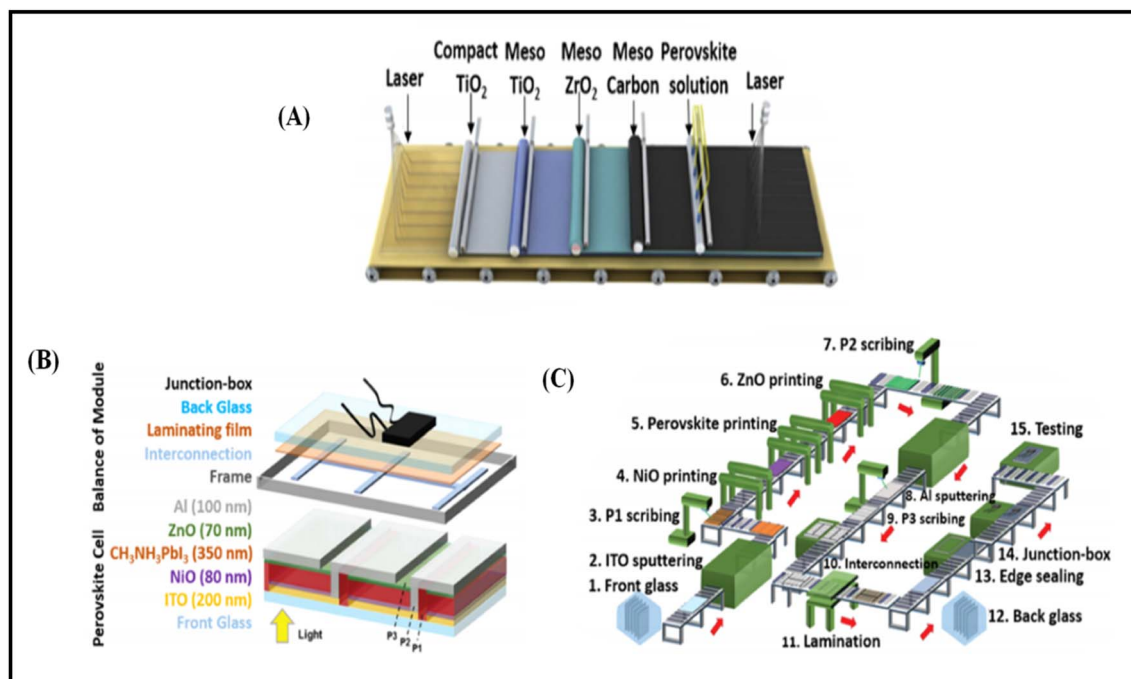 (A)
Laser
Compact
TiO₂
Meso
TiO₂
Meso
ZrO₂
Meso
Carbon
Perovskite
solution
Laser
(B)
Balance of Module
Junction-box
Back Glass
Laminating film
Interconnection
Frame
Perovskite Cell
Al (100 nm)
ZnO (70 nm)
CH₃NH₃PbI₃ (350 nm)
NiO (80 nm)
ITO (200 nm)
Front Glass
Light
P3
P2
P1
(C)
1. Front glass
2. ITO sputtering
3. P1 scribing
4. NiO printing
5. Perovskite printing
6. ZnO printing
7. P2 scribing
8. Al sputtering
9. P3 scribing
10. Interconnection
11. Lamination
12. Back glass
13. Edge sealing
14. Junction-box
15. Testing